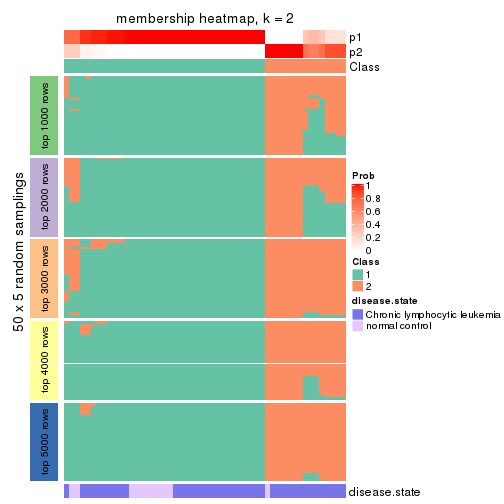 membership heatmap, k = 2
p1
p2
Class
50 x 5 random samplings
top 1000 rows
top 2000 rows
top 3000 rows
top 4000 rows
top 5000 rows
disease.state
Prob
1
0.8
0.6
0.4
0.2
0
Class
1
2
disease.state
Chronic lymphocytic leukemia
normal control